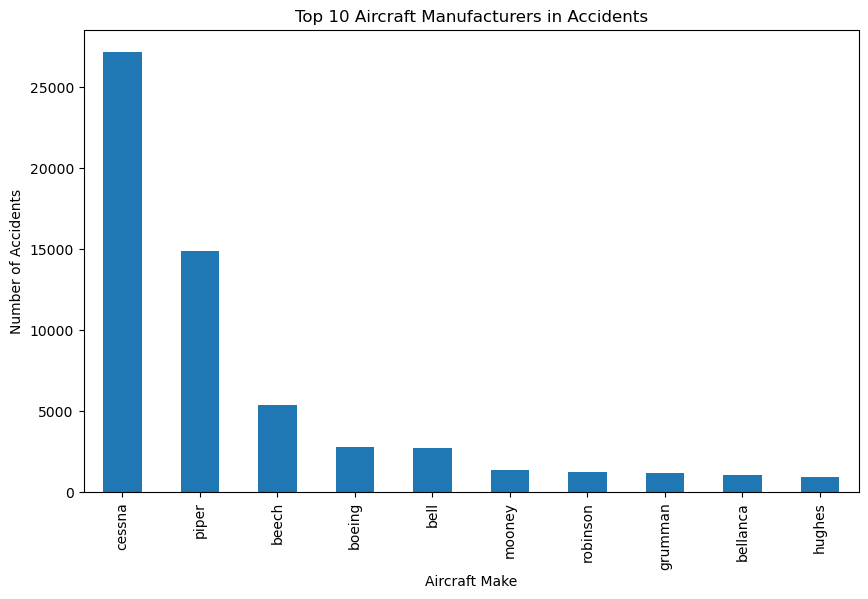 Top 10 Aircraft Manufacturers in Accidents
Number of Accidents
25000
20000
15000
10000
5000
0
cessna
piper
beech
boeing
bell
mooney
robinson
grumman
bellanca
hughes
Aircraft Make